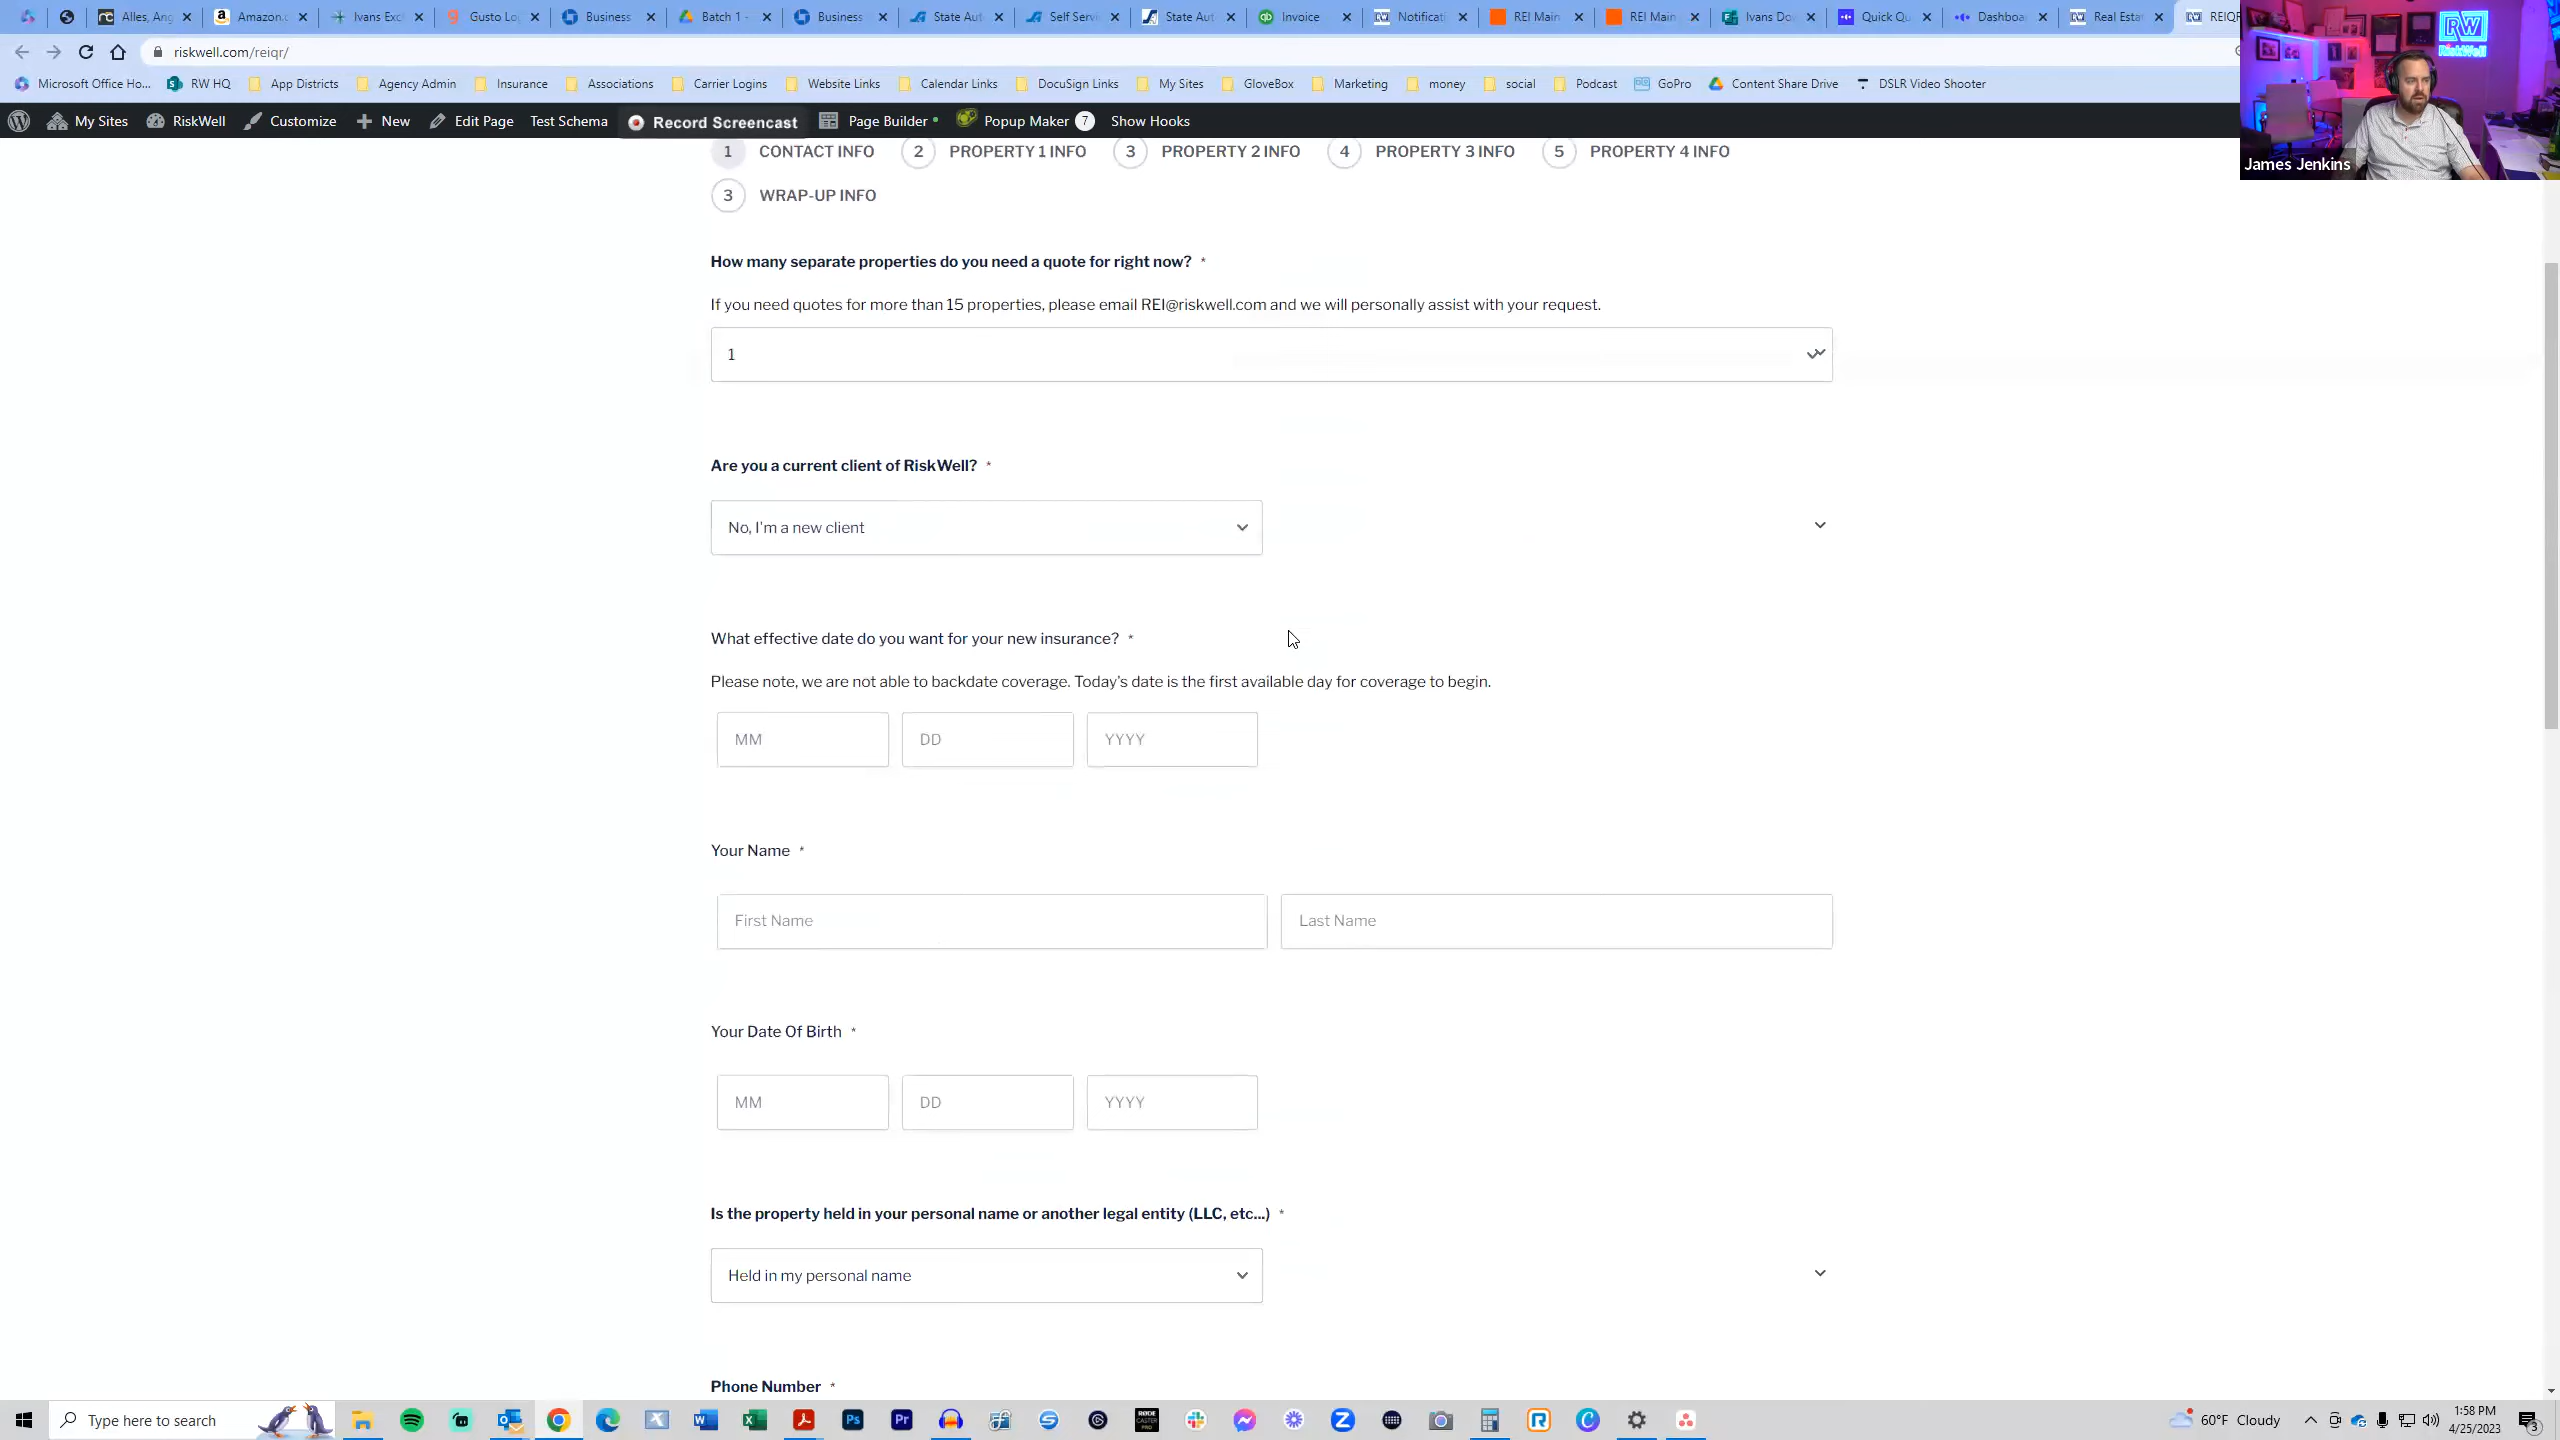 Alles, Ang
Amazon.c
Ivans Exc
Gusto Lo
Business
Batch 1 -
Business
State Aut
Self Servi
State Aut
Invoice
Notificati
REI Main
REI Main
Ivans Do
Quick Qu
Dashboa
Real Esta
REIQR
riskwell.com/reiqr/
Microsoft Office Ho...
RW HQ
App Districts
Agency Admin
Insurance
Associations
Carrier Logins
Website Links
Calendar Links
DocuSign Links
My Sites
GloveBox
Marketing
money
social
Podcast
GoPro
Content Share Drive
DSLR Video Shooter
My Sites
RiskWell
Customize
New
Edit Page
Test Schema
Record Screencast
Page Builder
Popup Maker 7
Show Hooks
RW
RiskWell
James Jenkins
1 CONTACT INFO 2 PROPERTY 1 INFO 3 PROPERTY 2 INFO 4 PROPERTY 3 INFO 5 PROPERTY 4 INFO
3 WRAP-UP INFO
How many separate properties do you need a quote for right now? *
If you need quotes for more than 15 properties, please email REI@riskwell.com and we will personally assist with your request.
1
Are you a current client of RiskWell? *
No, I'm a new client
What effective date do you want for your new insurance? *
Please note, we are not able to backdate coverage. Today's date is the first available day for coverage to begin.
MM DD YYYY
Your Name *
First Name Last Name
Your Date Of Birth *
MM DD YYYY
Is the property held in your personal name or another legal entity (LLC, etc...) *
Held in my personal name
Phone Number *
Type here to search
60°F Cloudy
1:58 PM
4/25/2023
3